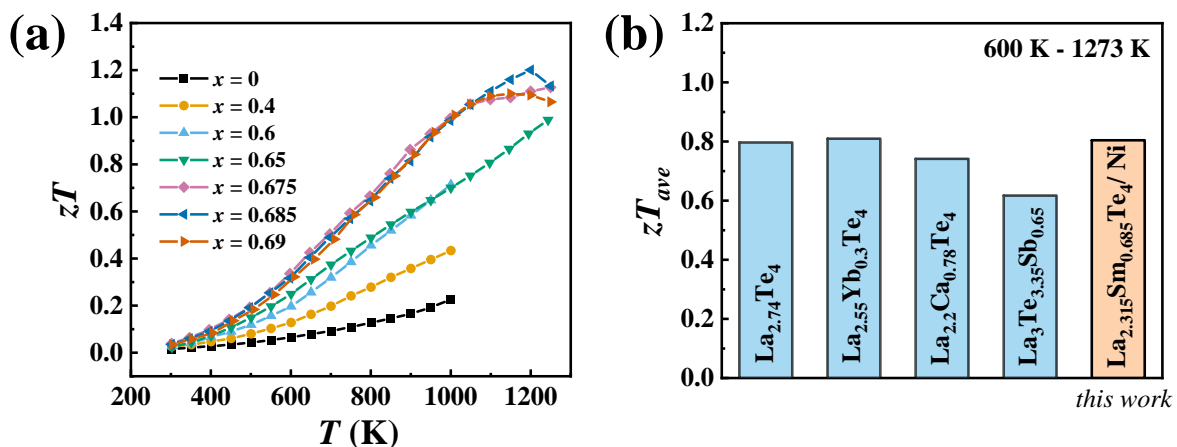 (a)
zT
1.4
1.2
1.0
0.8
0.6
0.4
0.2
0.0
x = 0
x = 0.4
x = 0.6
x = 0.65
x = 0.675
x = 0.685
x = 0.69
200 400 600 800 1000 1200
T (K)
(b)
zT_ave
1.2
1.0
0.8
0.6
0.4
0.2
0.0
600 K - 1273 K
La2.74Te4
La2.55Yb0.3Te4
La2.2Ca0.78Te4
La3Te3.35Sb0.65
La2.315Sm0.685Te4/ Ni
this work